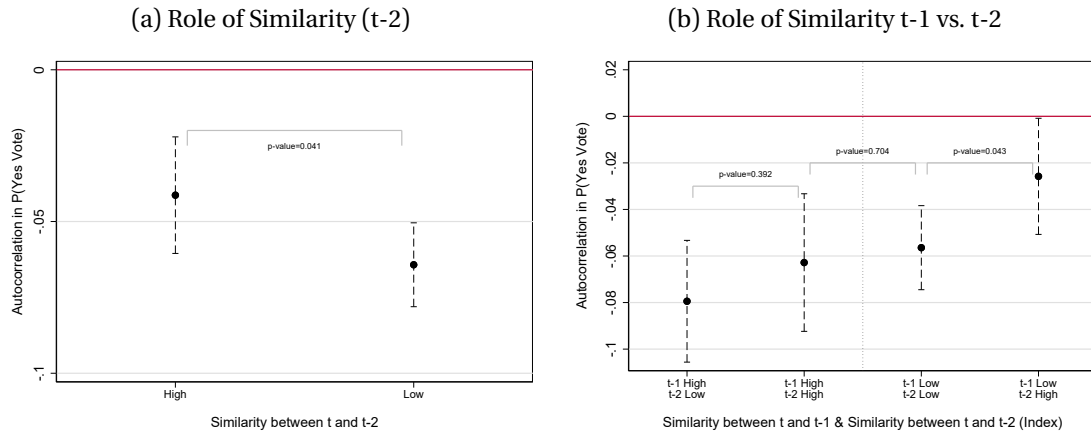 (a) Role of Similarity (t-2)
Autocorrelation in P(Yes Vote)
0
-.05
-.1
p-value=0.041
High
Low
Similarity between t and t-2
(b) Role of Similarity t-1 vs. t-2
Autocorrelation in P(Yes Vote)
.02
0
-.02
-.04
-.06
-.08
-.1
p-value=0.392
p-value=0.704
p-value=0.043
t-1 High
t-2 Low
t-1 High
t-2 High
t-1 Low
t-2 Low
t-1 Low
t-2 High
Similarity between t and t-1 & Similarity between t and t-2 (Index)